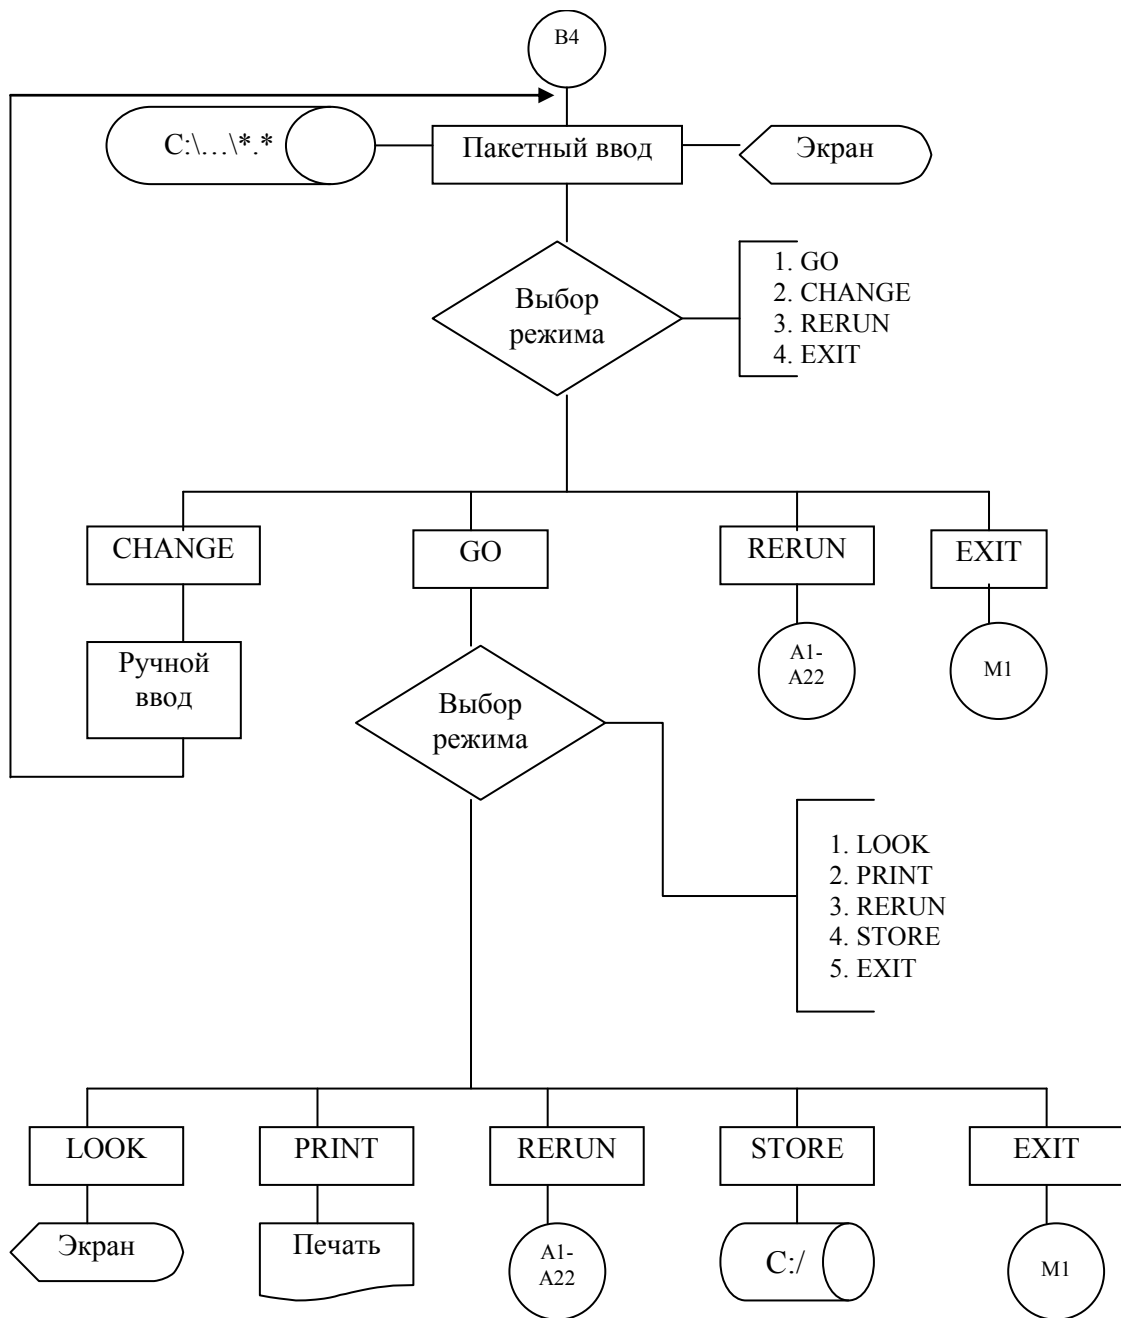 B4
C:\…\*.*
Пакетный ввод
Экран
Выбор
режима
1. GO
2. CHANGE
3. RERUN
4. EXIT
CHANGE
GO
RERUN
EXIT
Ручной
ввод
A1-
A22
M1
Выбор
режима
1. LOOK
2. PRINT
3. RERUN
4. STORE
5. EXIT
LOOK
PRINT
RERUN
STORE
EXIT
Экран
Печать
A1-
A22
C:/
M1